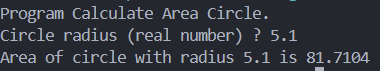 Program Calculate Area Circle.
Circle radius (real number) ? 5.1
Area of circle with radius 5.1 is 81.7104